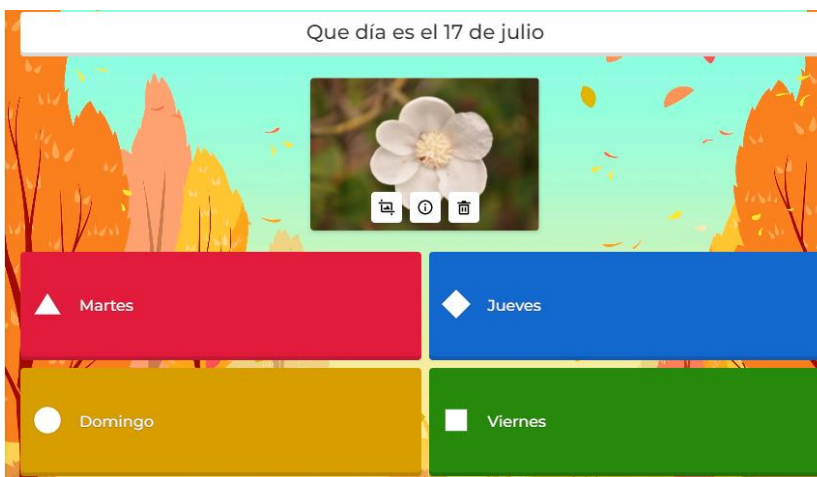 Que día es el 17 de julio
Martes
Jueves
Domingo
Viernes